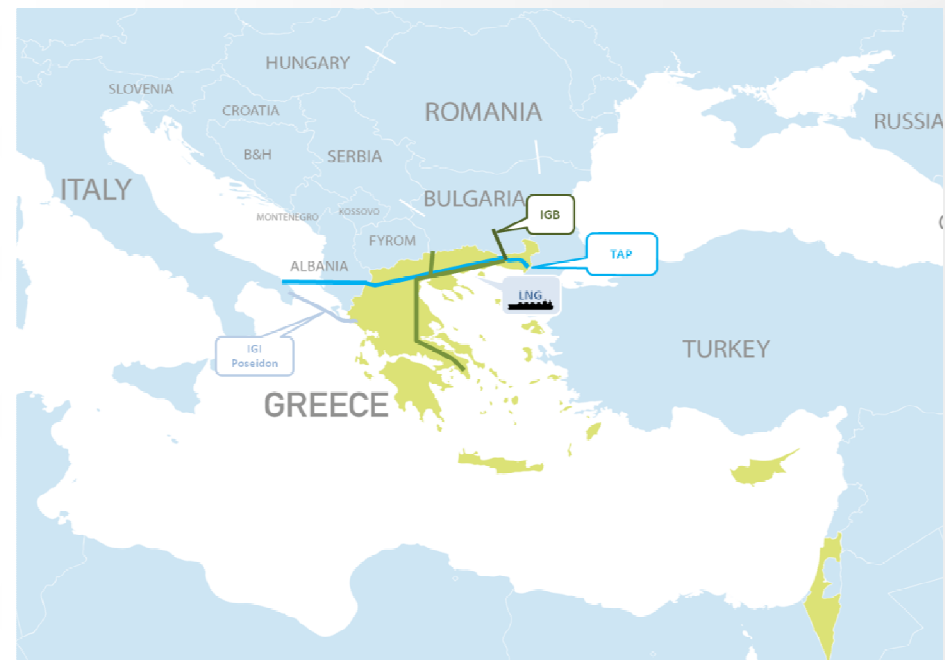 HUNGARY
SLOVENIA
CROATIA
ROMANIA
RUSSIA
B&H
SERBIA
ITALY
BULGARIA
IGB
MONTENEGRO
KOSSOVO
FYROM
TAP
ALBANIA
LNG
IGI
Poseidon
TURKEY
GREECE